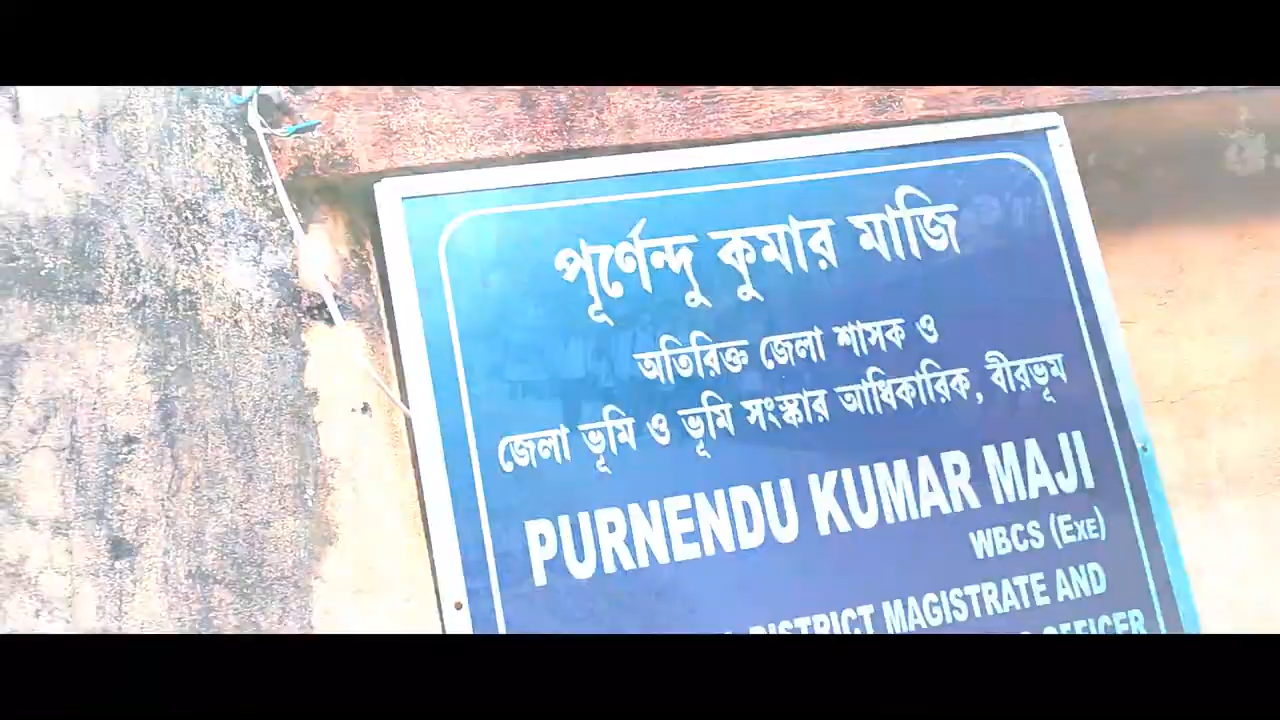 পূর্ণেন্দু কুমার মাজি
অতিরিক্ত জেলা শাসক ও
জেলা ভূমি ও ভূমি সংস্কার আধিকারিক, বীরভূম
PURNENDU KUMAR MAJI
WBCS (EXE)
DISTRICT MAGISTRATE AND
OFFICER